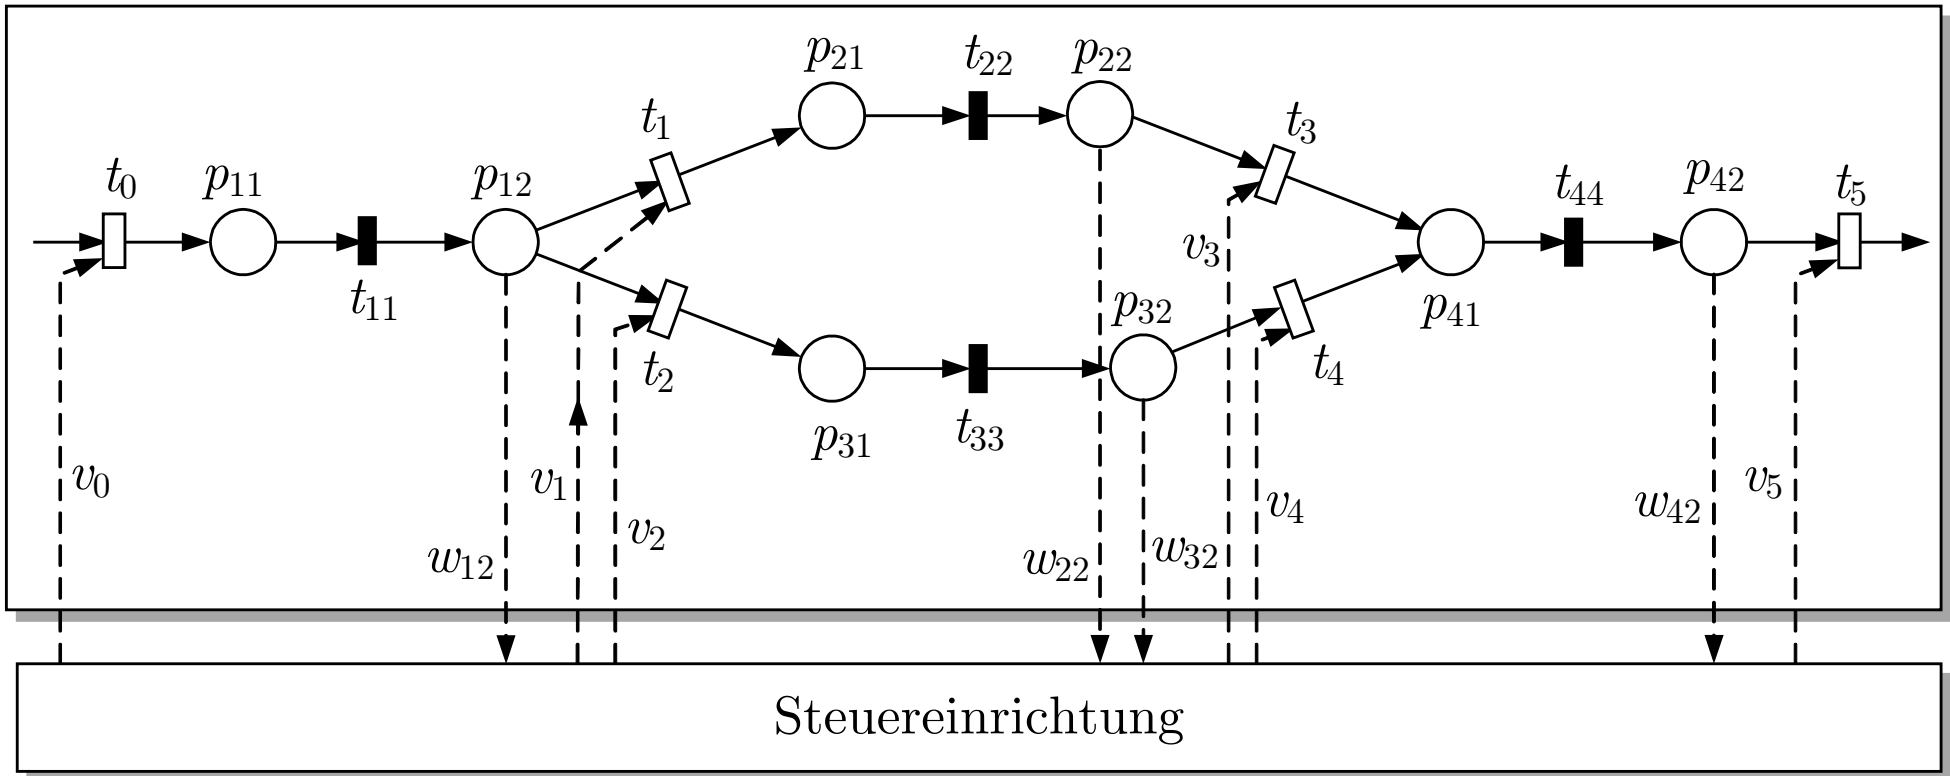 t22
p21
p22
t1
t3
t0
p11
p12
t44
p42
t5
v3
t11
p32
p41
t2
t4
p31
t33
v0
v1
v5
v4
w42
v2
w12
w22
w32
Steuereinrichtung